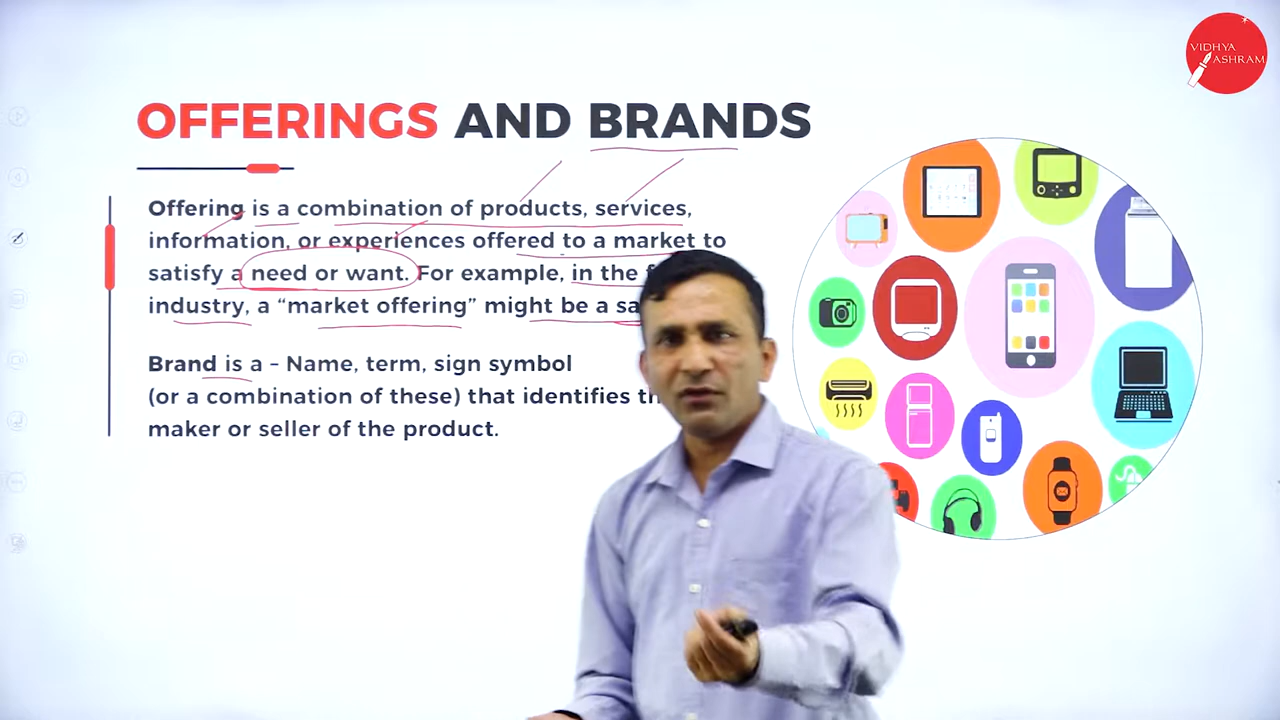 VIDHYA
ASHRAM
OFFERINGS AND BRANDS
Offering is a combination of products, services,
information, or experiences offered to a market to
satisfy a need or want. For example, in the
industry, a “market offering” might be a
Brand is a – Name, term, sign symbol
(or a combination of these) that identifies
maker or seller of the product.